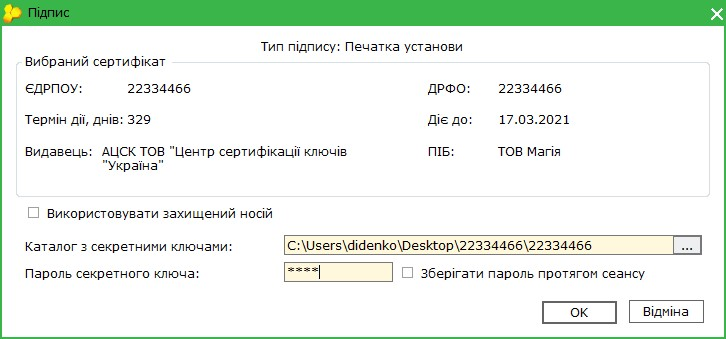 Підпис
Тип підпису: Печатка установи
Вибраний сертифікат
ЄДРПОУ: 22334466 ДРФО: 22334466
Термін дії, днів: 329 Діє до: 17.03.2021
Видавець: АЦСК ТОВ "Центр сертифікації ключів ПІБ: ТОВ Магія
"Україна"
Використовувати захищений носій
Каталог з секретними ключами: C:\Users\didenko\Desktop\22334466\22334466 ...
Пароль секретного ключа: **** Зберігати пароль протягом сеансу
OK Відміна